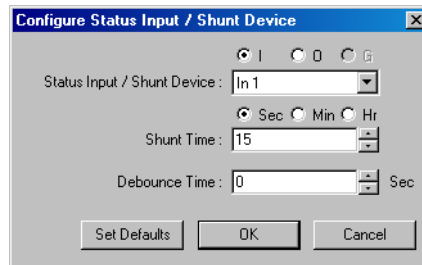 Configure Status Input / Shunt Device
I O G
Status Input / Shunt Device : In 1
Sec Min Hr
Shunt Time : 15
Debounce Time : 0 Sec
Set Defaults OK Cancel